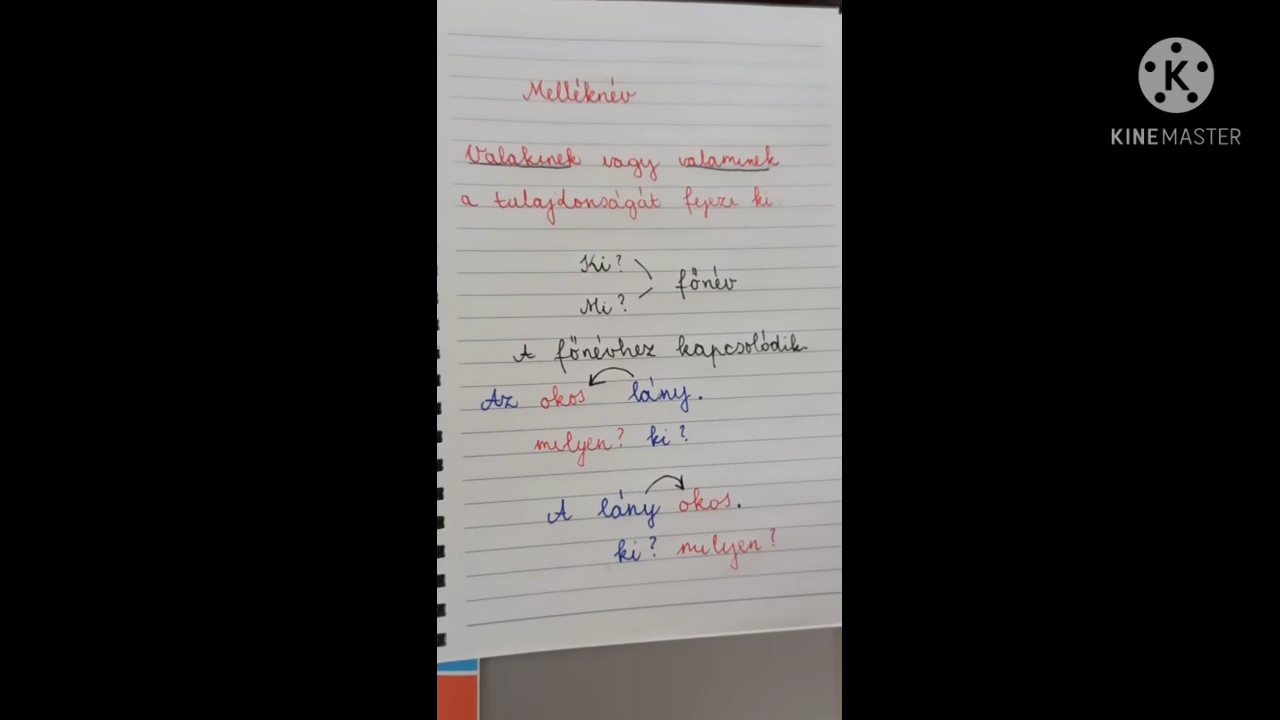 Melléknév
Valakinek vagy valaminek
a tulajdonságát fejezi ki.
Ki?
főnév
Mi?
A főnévhez kapcsolódik.
Az okos lány.
milyen? ki?
A lány okos.
ki? milyen?
K
KINEMASTER